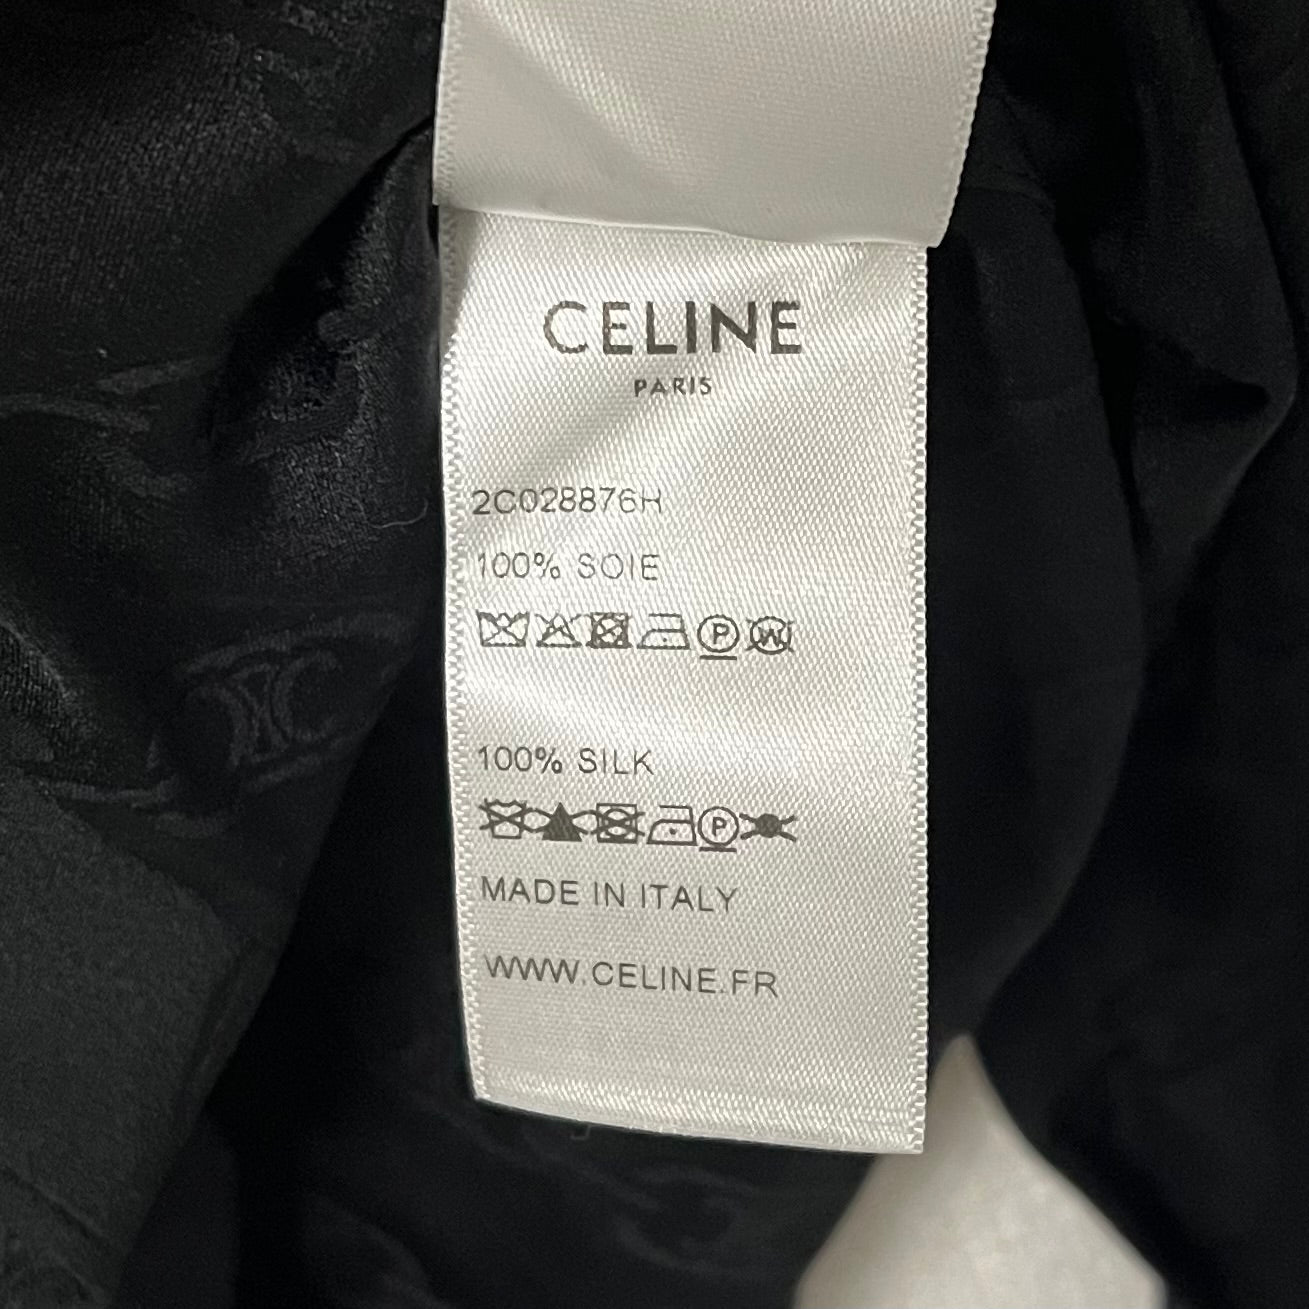 CELINE
PARIS
2C028876H
100% SOIE
P W
100% SILK
P
MADE IN ITALY
WWW.CELINE.FR